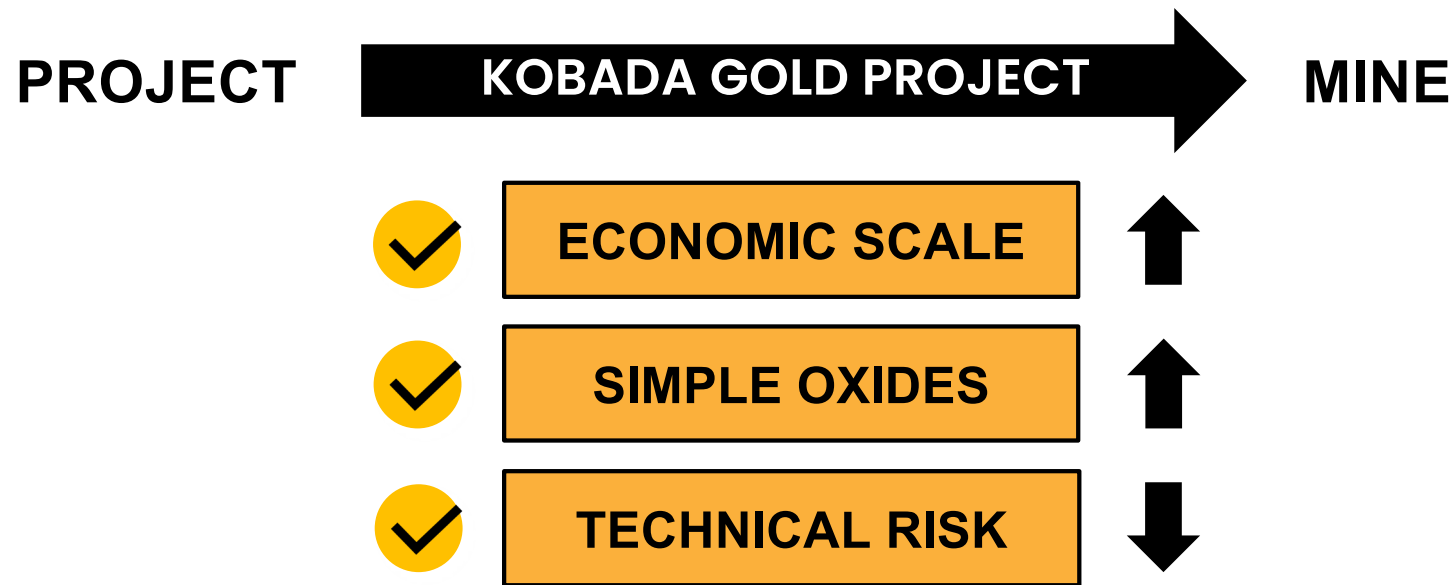 PROJECT
KOBADA GOLD PROJECT
MINE
ECONOMIC SCALE
SIMPLE OXIDES
TECHNICAL RISK